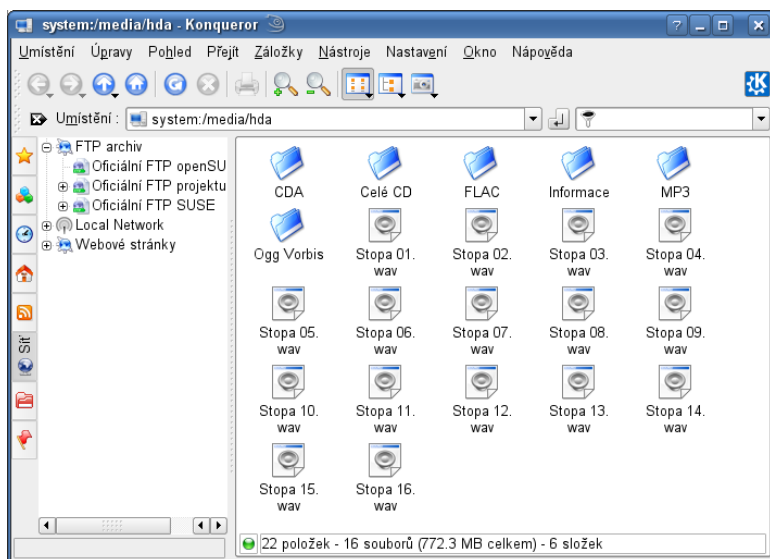 system:/media/hda - Konqueror
Umístění Úpravy Pohled Přejít Záložky Nástroje Nastavení Okno Nápověda
Umístění : system:/media/hda
FTP archiv
Oficiální FTP openSU
Oficiální FTP projektu
Oficiální FTP SUSE
Local Network
Webové stránky
Síť
CDA Celé CD FLAC Informace MP3
Ogg Vorbis Stopa 01. Stopa 02. Stopa 03. Stopa 04.
wav wav wav wav
Stopa 05. Stopa 06. Stopa 07. Stopa 08. Stopa 09.
wav wav wav wav wav
Stopa 10. Stopa 11. Stopa 12. Stopa 13. Stopa 14.
wav wav wav wav wav
Stopa 15. Stopa 16.
wav wav
22 položek - 16 souborů (772.3 MB celkem) - 6 složek